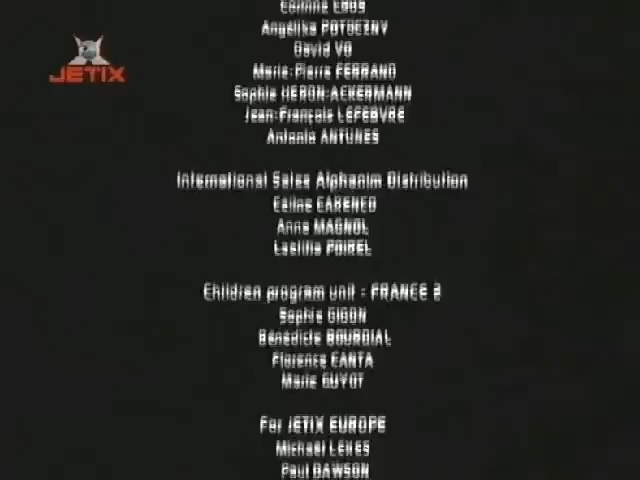 Angelika POTOCZNY
David VO
Marie-Pierre FERRAND
Sophie HERON-ACKERMANN
Jean-François LEFEBVRE
Antonio ANTUNES
JETIX
International Sales Alphanim Distribution
Céline CARENCO
Anne MAGNOL
Laetitia POIREL
Children program unit - FRANCE 2
Sophie GIGON
Bénédicte BOURDIAL
Florence CANTA
Marie GUYOT
For JETIX EUROPE
Michael LEKES
Paul DAWSON